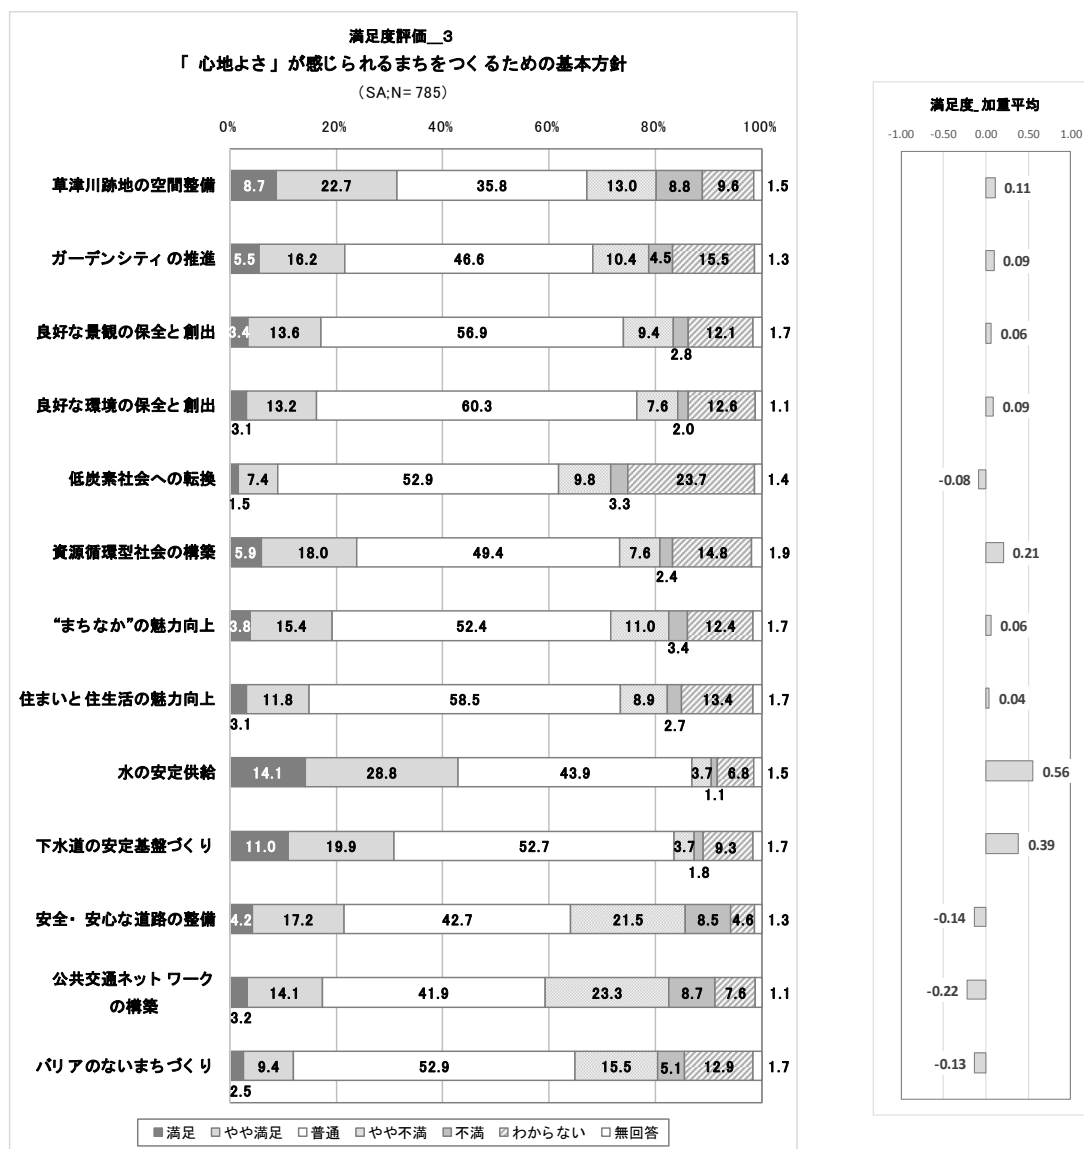 満足度評価__3
「 心地よさ」が感じられるまちをつくるための基本方針
（SA;N= 785）
0% 20% 40% 60% 80% 100%
草津川跡地の空間整備 8.7 22.7 35.8 13.0 8.8 9.6 1.5
ガーデンシティの推進 5.5 16.2 46.6 10.4 4.5 15.5 1.3
良好な景観の保全と創出 3.4 13.6 56.9 9.4 12.1 1.7
2.8
良好な環境の保全と創出 13.2 60.3 7.6 12.6 1.1
3.1 2.0
低炭素社会への転換 7.4 52.9 9.8 23.7 1.4
1.5 3.3
資源循環型社会の構築 5.9 18.0 49.4 7.6 14.8 1.9
2.4
“まちなか”の魅力向上 3.8 15.4 52.4 11.0 12.4 1.7
3.4
住まいと住生活の魅力向上 11.8 58.5 8.9 13.4 1.7
3.1 2.7
水の安定供給 14.1 28.8 43.9 3.7 6.8 1.5
1.1
下水道の安定基盤づくり 11.0 19.9 52.7 3.7 9.3 1.7
1.8
安全・安心な道路の整備 4.2 17.2 42.7 21.5 8.5 4.6 1.3
公共交通ネットワーク
の構築 14.1 41.9 23.3 8.7 7.6 1.1
3.2
バリアのないまちづくり 9.4 52.9 15.5 5.1 12.9 1.7
2.5
満足 やや満足 普通 やや不満 不満 わからない 無回答
満足度_加重平均
-1.00 -0.50 0.00 0.50 1.00
0.11
0.09
0.06
0.09
-0.08
0.21
0.06
0.04
0.56
0.39
-0.14
-0.22
-0.13